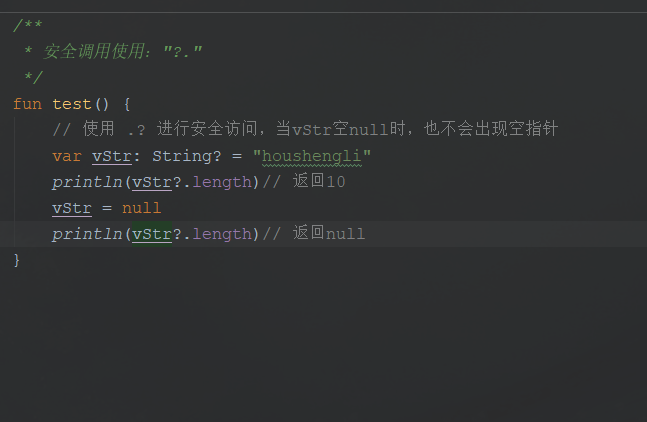 /**
 * 安全调用使用："?."
 */
fun test() {
    // 使用 .? 进行安全访问，当vStr空null时，也不会出现空指针
    var vStr: String? = "houshengli"
    println(vStr?.length)// 返回10
    vStr = null
    println(vStr?.length)// 返回null
}